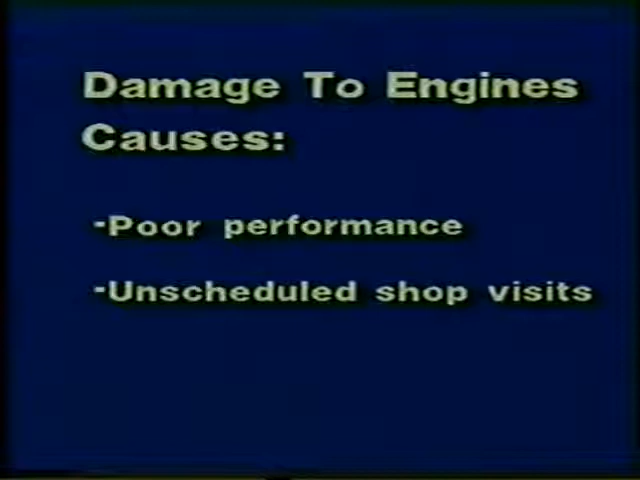 Damage To Engines
Causes:
-Poor performance
-Unscheduled shop visits